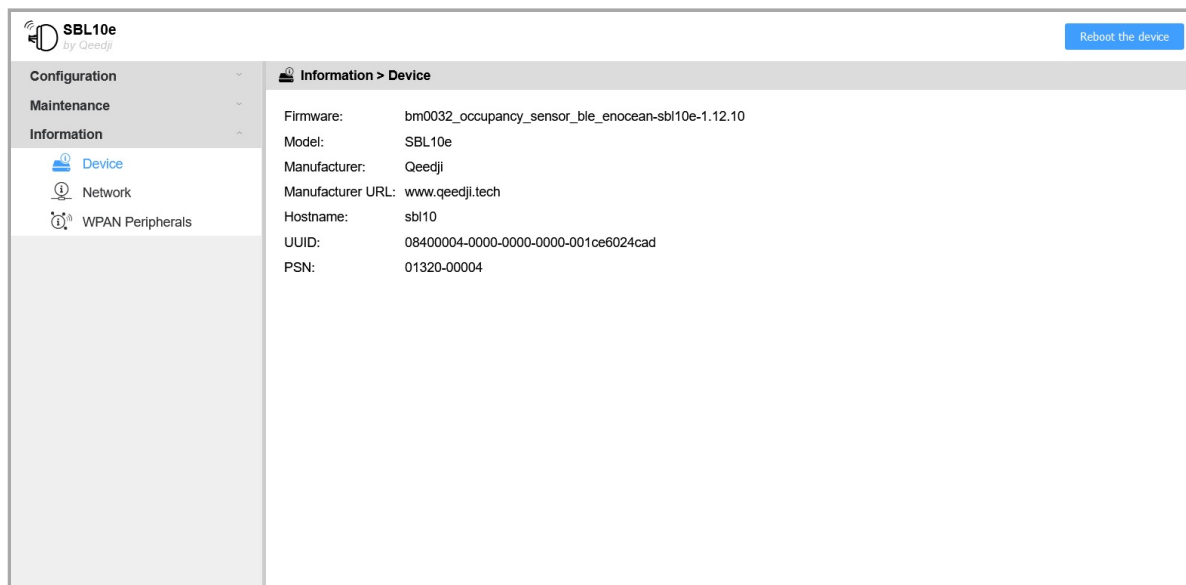 SBL10e
by Qeedji
Reboot the device
Configuration
Maintenance
Information
Device
Network
WPAN Peripherals
Information > Device
Firmware: bm0032_occupancy_sensor_ble_enocean-sbl10e-1.12.10
Model: SBL10e
Manufacturer: Qeedji
Manufacturer URL: www.qeedji.tech
Hostname: sbl10
UUID: 08400004-0000-0000-0000-001ce6024cad
PSN: 01320-00004